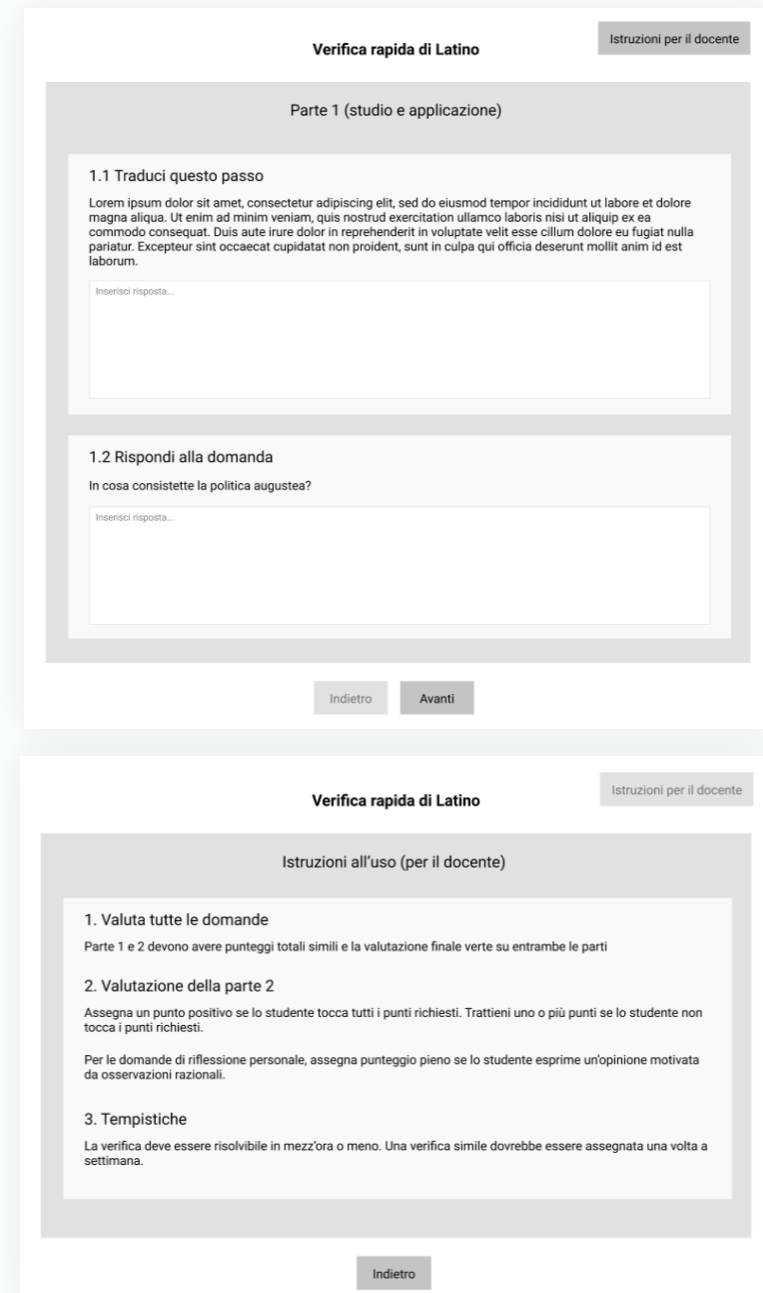 Verifica rapida di Latino
Istruzioni per il docente
Parte 1 (studio e applicazione)
1.1 Traduci questo passo
Lorem ipsum dolor sit amet, consectetur adipiscing elit, sed do eiusmod tempor incididunt ut labore et dolore
magna aliqua. Ut enim ad minim veniam, quis nostrud exercitation ullamco laboris nisi ut aliquip ex ea
commodo consequat. Duis aute irure dolor in reprehenderit in voluptate velit esse cillum dolore eu fugiat nulla
pariatur. Excepteur sint occaecat cupidatat non proident, sunt in culpa qui officia deserunt mollit anim id est
laborum.
Inserisci risposta...
1.2 Rispondi alla domanda
In cosa consistette la politica augustea?
Inserisci risposta...
Indietro
Avanti
Verifica rapida di Latino
Istruzioni per il docente
Istruzioni all'uso (per il docente)
1. Valuta tutte le domande
Parte 1 e 2 devono avere punteggi totali simili e la valutazione finale verte su entrambe le parti
2. Valutazione della parte 2
Assegna un punto positivo se lo studente tocca tutti i punti richiesti. Trattieni uno o più punti se lo studente non
tocca i punti richiesti.
Per le domande di riflessione personale, assegna punteggio pieno se lo studente esprime un'opinione motivata
da osservazioni razionali.
3. Tempistiche
La verifica deve essere risolvibile in mezz'ora o meno. Una verifica simile dovrebbe essere assegnata una volta a
settimana.
Indietro